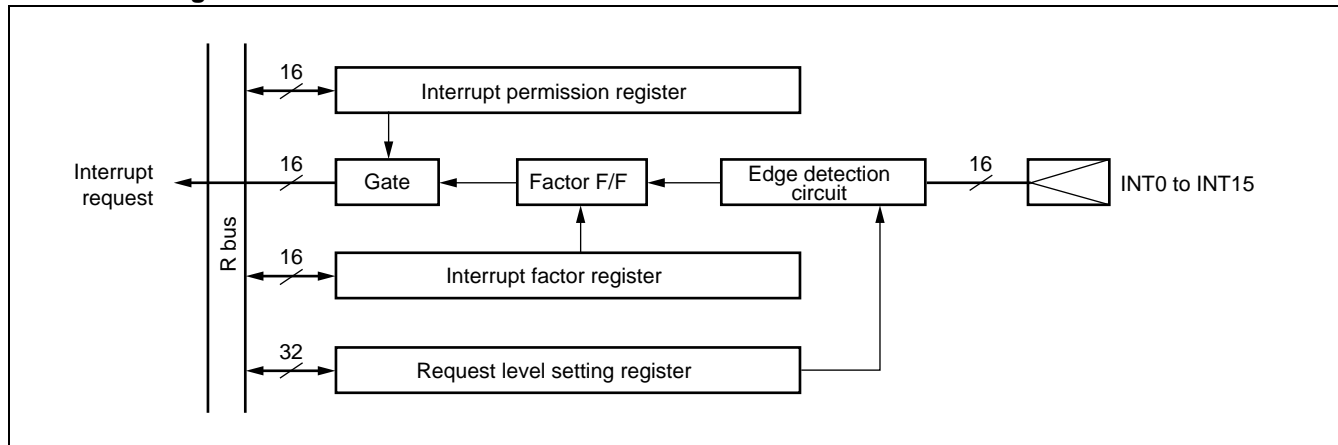 16
Interrupt permission register
Interrupt
request
16
Gate
Factor F/F
Edge detection
circuit
16
INT0 to INT15
R bus
16
Interrupt factor register
32
Request level setting register